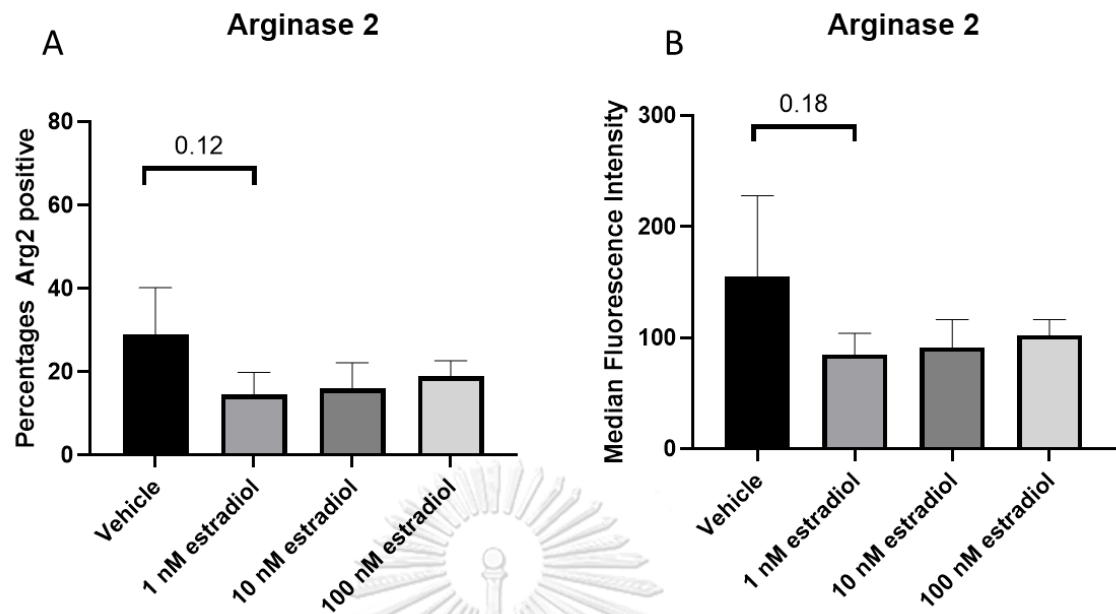 A
Arginase 2
Percentages Arg2 positive
80
60
40
20
0
0.12
Vehicle
1 nM estradiol
10 nM estradiol
100 nM estradiol
B
Arginase 2
Median Fluorescence Intensity
300
200
100
0
0.18
Vehicle
1 nM estradiol
10 nM estradiol
100 nM estradiol